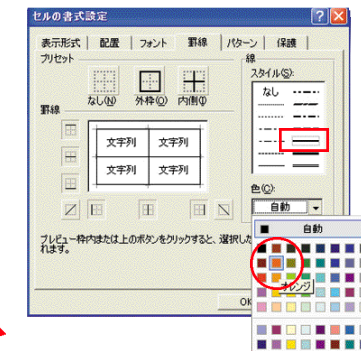 セルの書式設定
表示形式 配置 フォント 罫線 パターン 保護
プリセット
なし(N) 外枠(O) 内側(I)
罫線
文字列 文字列
文字列 文字列
線
スタイル(S):
なし
色(C):
自動
自動
オレンジ
プレビュー枠内または上のボタンをクリックすると、選択した
れます。
OK